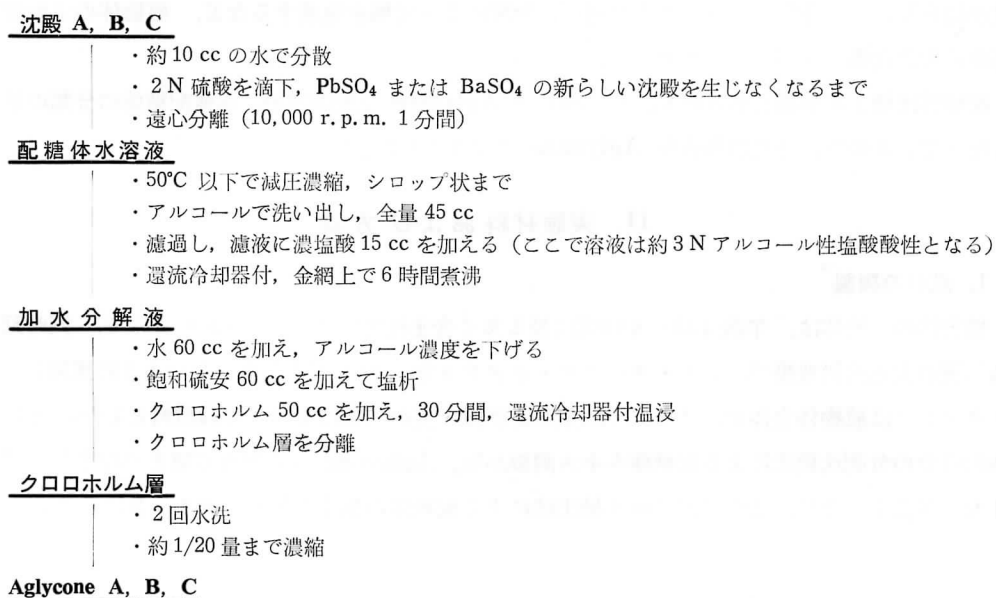 沈殿 A, B, C
・約10 cc の水で分散
・2 N 硫酸を滴下, PbSO₄ または BaSO₄ の新らしい沈殿を生じなくなるまで
・遠心分離 (10,000 r.p.m. 1分間)
配糖体水溶液
・50℃ 以下で減圧濃縮, シロップ状まで
・アルコールで洗い出し, 全量 45 cc
・濾過し, 濾液に濃塩酸 15 cc を加える (ここで溶液は約 3 N アルコール性塩酸酸性となる)
・還流冷却器付, 金網上で 6 時間煮沸
加水分解液
・水 60 cc を加え, アルコール濃度を下げる
・飽和硫安 60 cc を加えて塩析
・クロロホルム 50 cc を加え, 30 分間, 還流冷却器付温浸
・クロロホルム層を分離
クロロホルム層
・2 回水洗
・約 1/20 量まで濃縮
Aglycone A, B, C